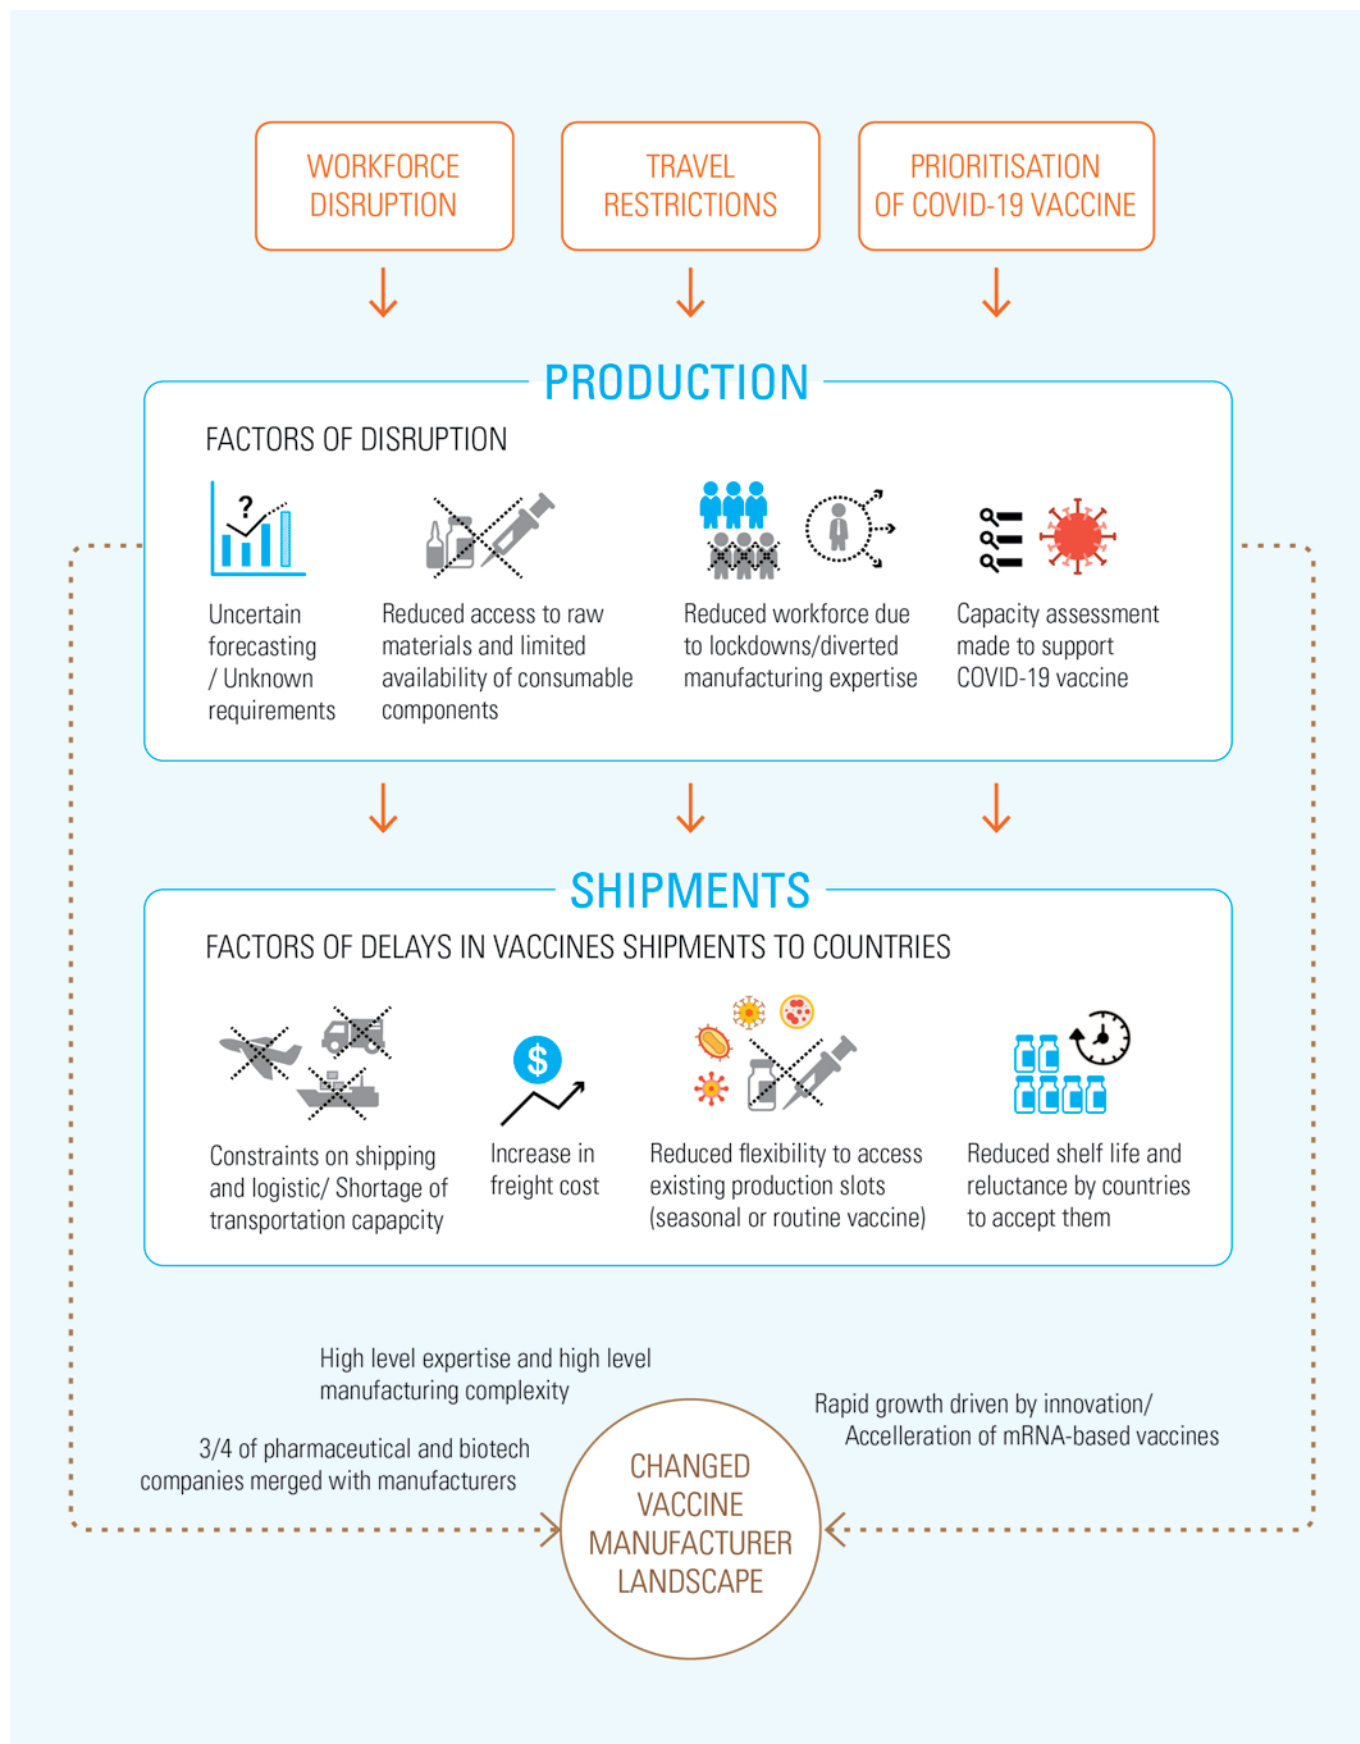 WORKFORCE
DISRUPTION
TRAVEL
RESTRICTIONS
PRIORITISATION
OF COVID-19 VACCINE
PRODUCTION
FACTORS OF DISRUPTION
?
Uncertain
forecasting
/ Unknown
requirements
Reduced access to raw
materials and limited
availability of consumable
components
Reduced workforce due
to lockdowns/diverted
manufacturing expertise
Capacity assessment
made to support
COVID-19 vaccine
SHIPMENTS
FACTORS OF DELAYS IN VACCINES SHIPMENTS TO COUNTRIES
Constraints on shipping
and logistic/ Shortage of
transportation capapcity
$
Increase in
freight cost
Reduced flexibility to access
existing production slots
(seasonal or routine vaccine)
Reduced shelf life and
reluctance by countries
to accept them
High level expertise and high level
manufacturing complexity
3/4 of pharmaceutical and biotech
companies merged with manufacturers
Rapid growth driven by innovation/
Accelleration of mRNA-based vaccines
CHANGED
VACCINE
MANUFACTURER
LANDSCAPE